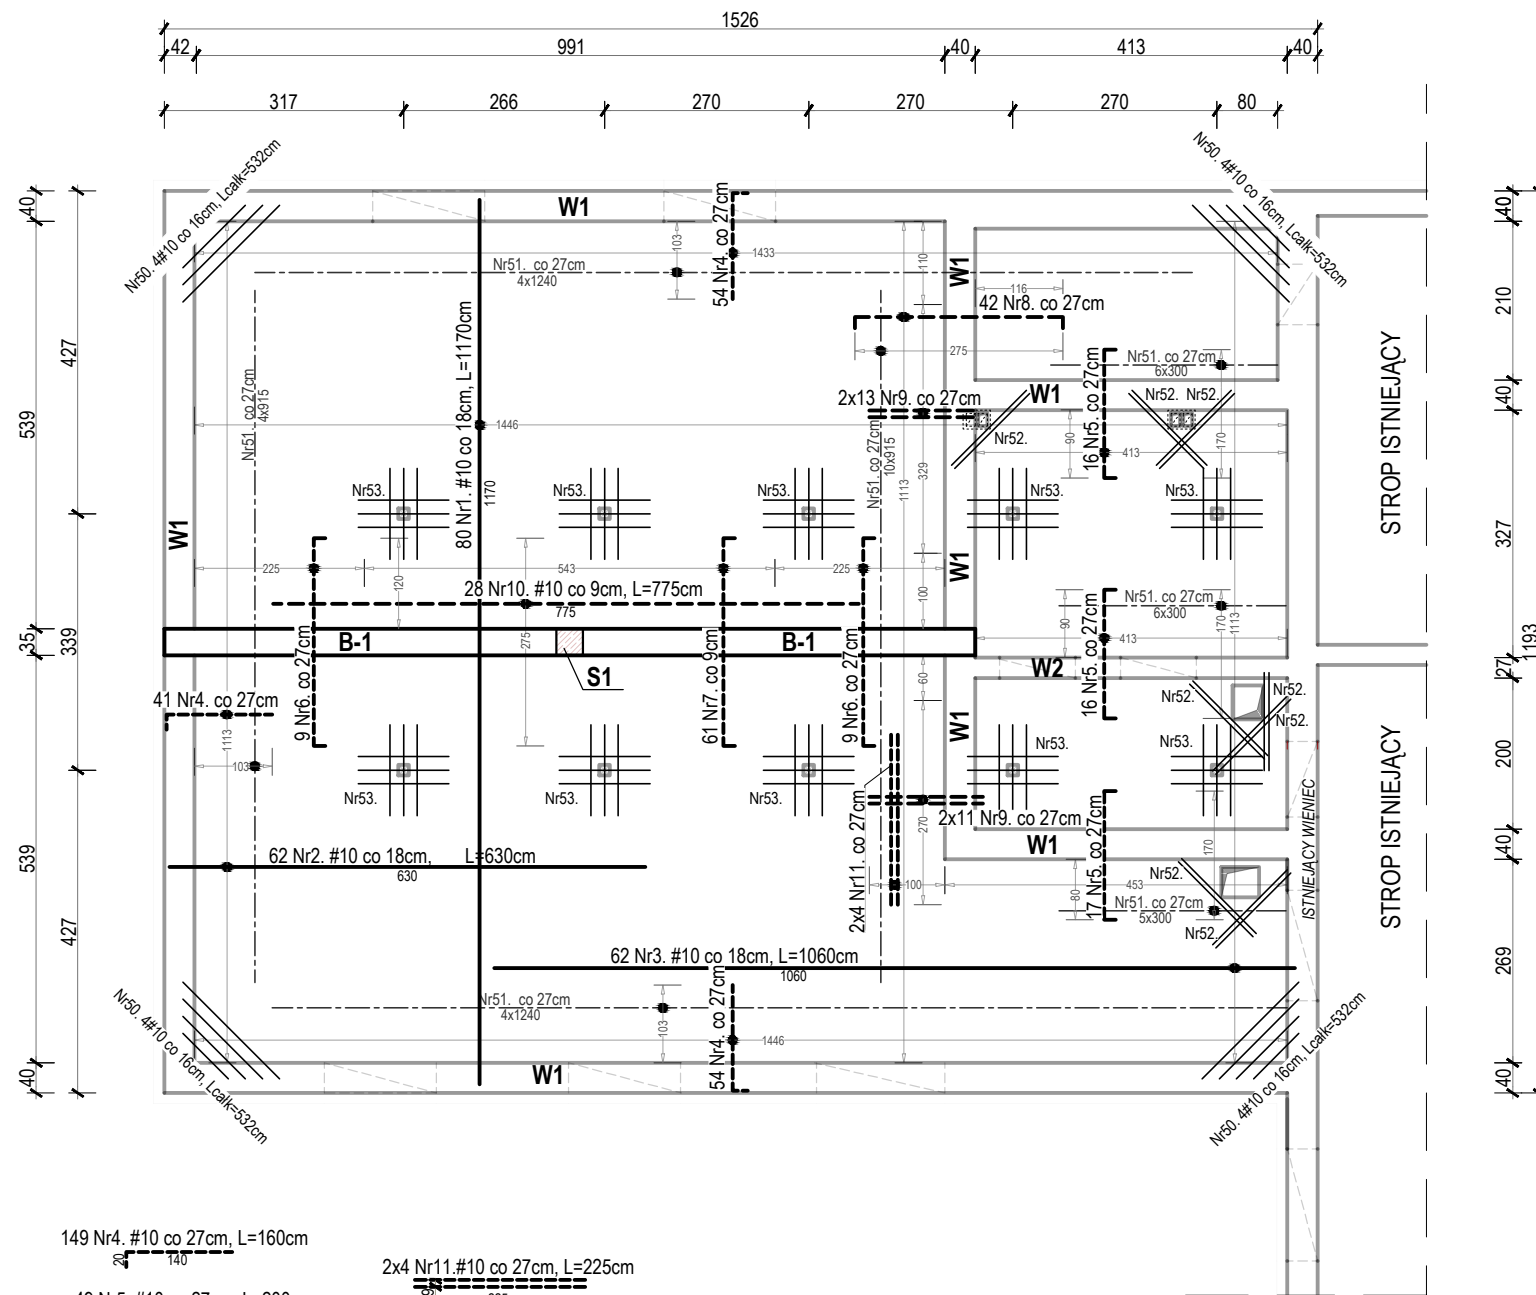 1526
42 991 40 413 40
317 266 270 270 270 80
Nr50. 4#10 co 16cm, Lcalk=532cm
Nr50. 4#10 co 16cm, Lcalk=532cm
40
427
539
35
339
539
427
40
40
210
40
327
1193
27
200
40
269
40
W1
54 Nr4. co 27cm
103
1433
110
Nr51. co 27cm
4x1240
W1
116
42 Nr8. co 27cm
275
80 Nr1. #10 co 18cm, L=1170cm
1170
Nr51. co 27cm
4x915
16 Nr5. co 27cm
Nr51. co 27cm
6x300
W1
2x13 Nr9. co 27cm
Nr52. Nr52.
Nr52.
90
170
413
1446
Nr51. co 27cm
10x915
1113
329
STROP ISTNIEJĄCY
Nr53. Nr53. Nr53. Nr53. Nr53.
W1
W1
225 543 225
120
100
28 Nr10. #10 co 9cm, L=775cm
775
Nr51. co 27cm
6x300
170
1113
90
413
B-1 B-1
S1
275
60
W2
16 Nr5. co 27cm
41 Nr4. co 27cm
9 Nr6. co 27cm
61 Nr7. co 9cm
9 Nr6. co 27cm
Nr52. Nr52.
Nr52.
W1
1113
103
Nr53.
Nr53. Nr53. Nr53. Nr53.
2x4 Nr11. co 27cm
2x11 Nr9. co 27cm
270
W1
17 Nr5. co 27cm
170
ISTNIEJĄCY WIENIEC
STROP ISTNIEJĄCY
62 Nr2. #10 co 18cm, L=630cm
630
100
453
80
Nr52.
Nr51. co 27cm
5x300
Nr52.
62 Nr3. #10 co 18cm, L=1060cm
1060
Nr51. co 27cm
4x1240
103
54 Nr4. co 27cm
1446
W1
Nr50. 4#10 co 16cm, Lcalk=532cm
Nr50. 4#10 co 16cm, Lcalk=532cm
149 Nr4. #10 co 27cm, L=160cm
20
140
2x4 Nr11.#10 co 27cm, L=225cm